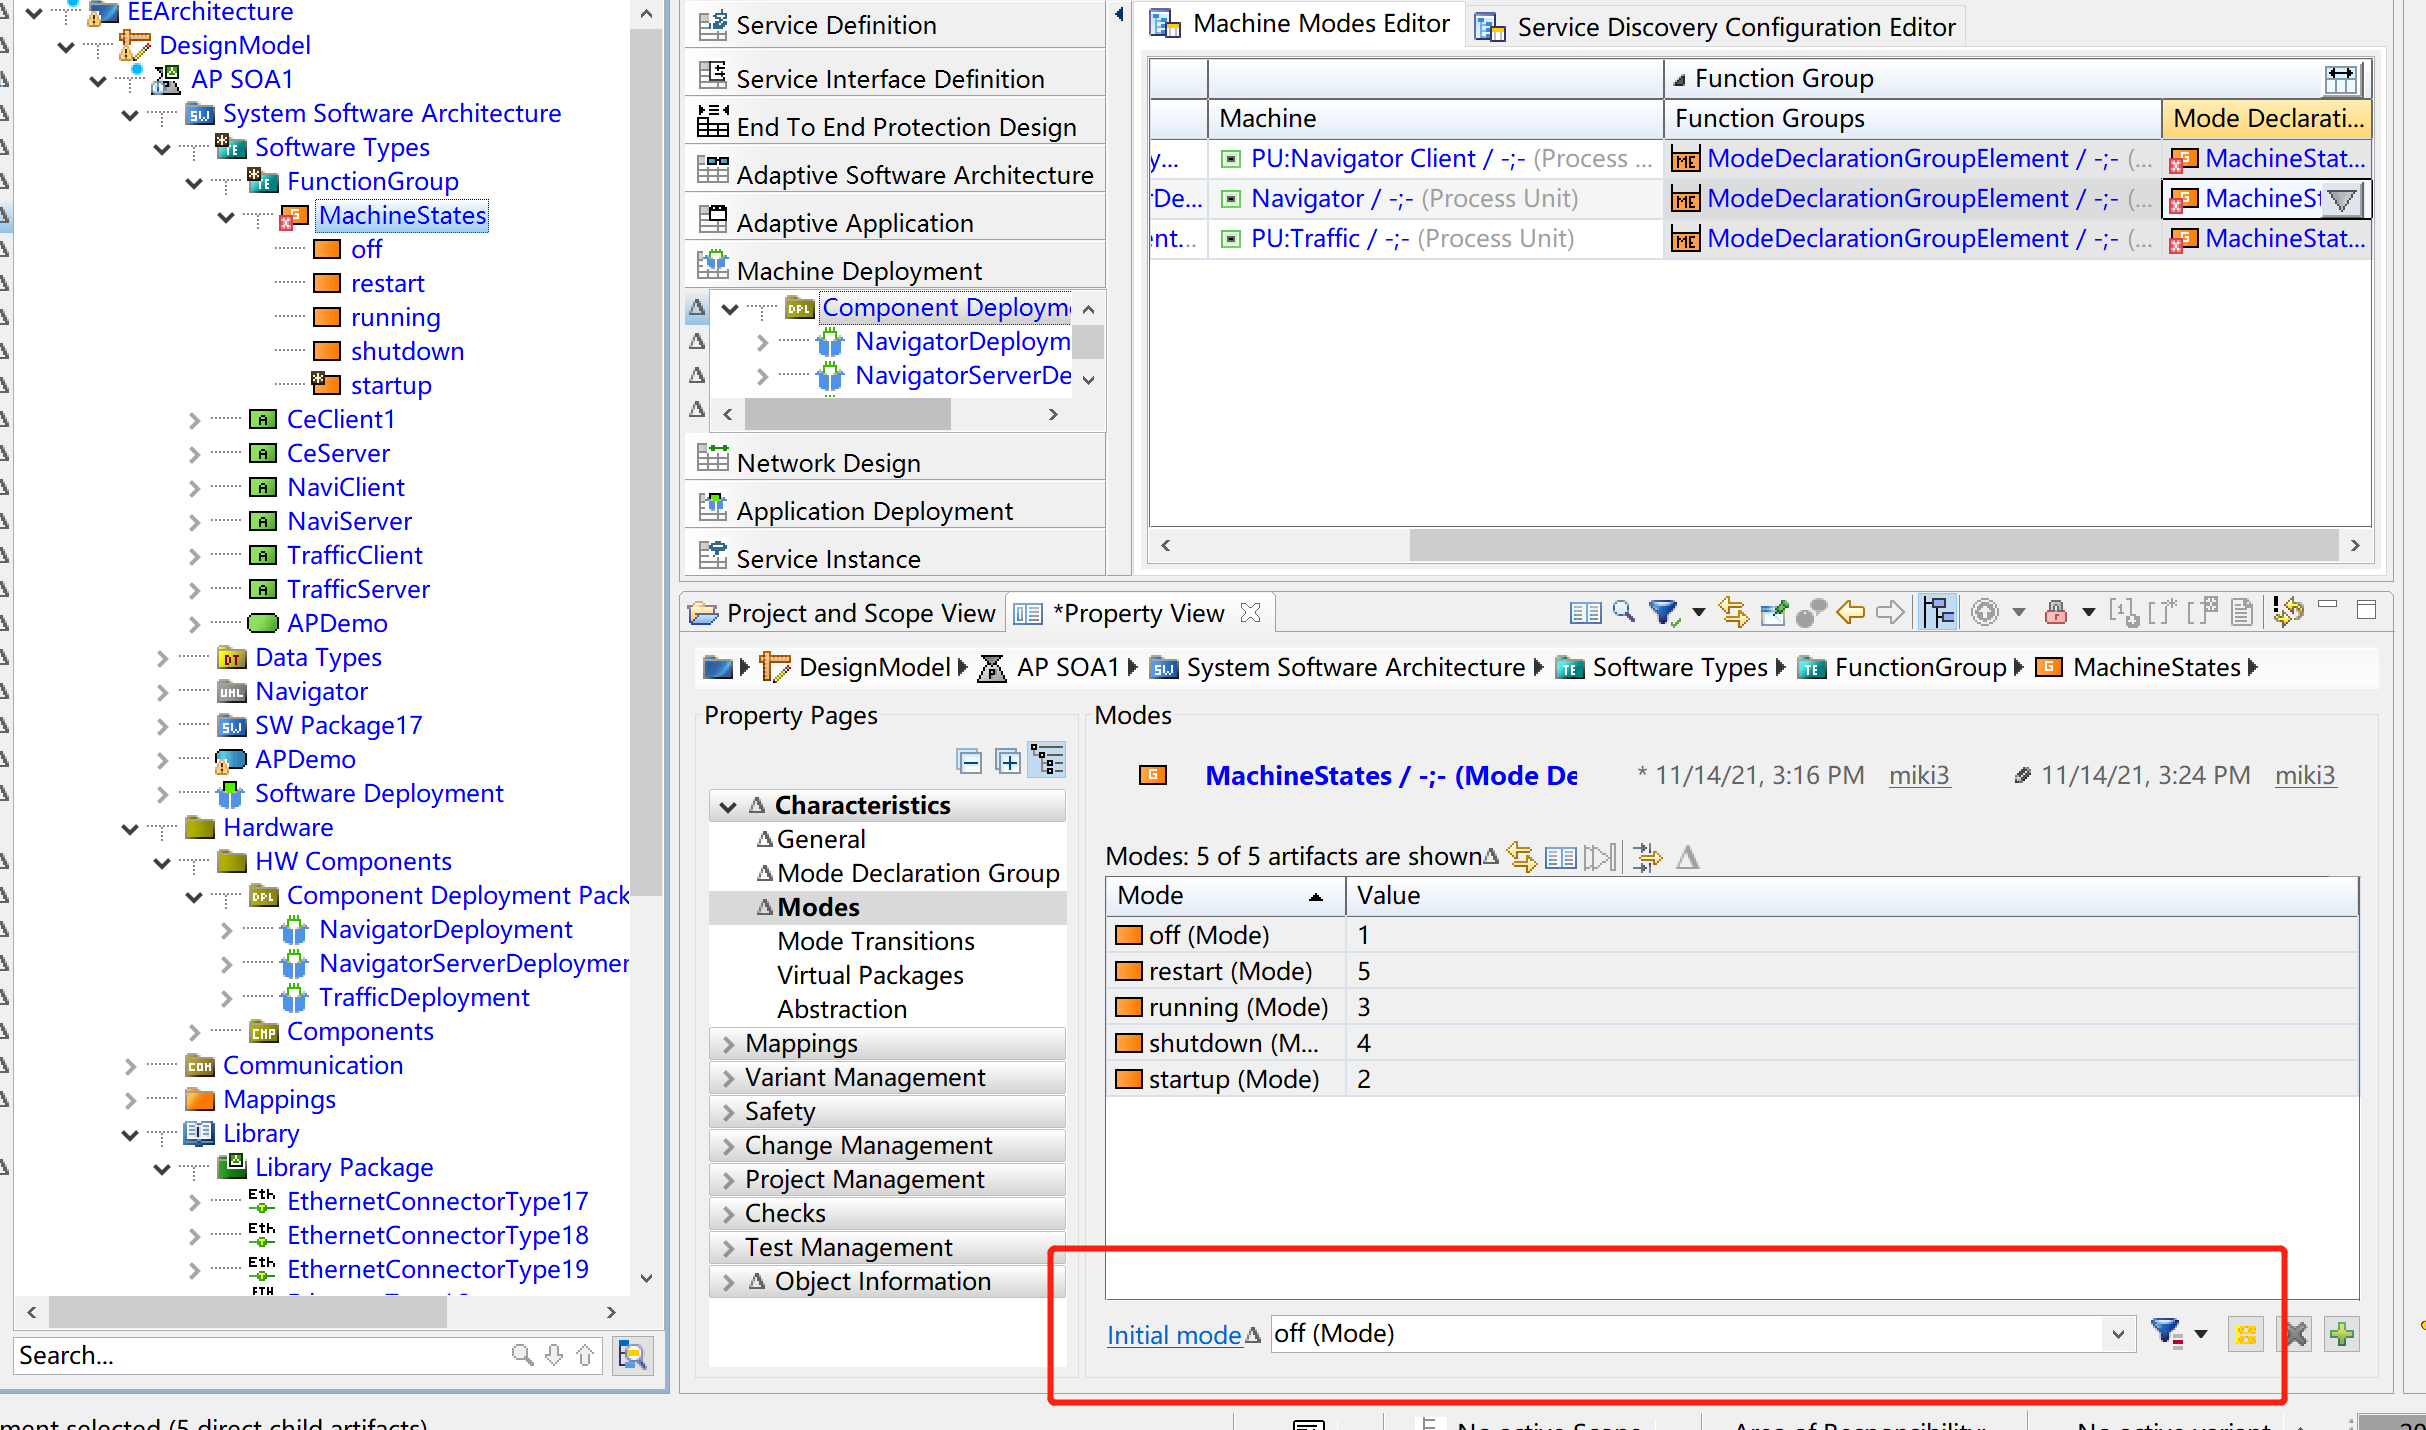 EEArchitecture
DesignModel
AP SOA1
System Software Architecture
Software Types
FunctionGroup
MachineStates
off
restart
running
shutdown
startup
CeClient1
CeServer
NaviClient
NaviServer
TrafficClient
TrafficServer
APDemo
Data Types
Navigator
SW Package17
APDemo
Software Deployment
Hardware
HW Components
Component Deployment Pack
NavigatorDeployment
NavigatorServerDeploymen
TrafficDeployment
Components
Communication
Mappings
Library
Library Package
EthernetConnectorType17
EthernetConnectorType18
EthernetConnectorType19
Search...
Service Definition
Service Interface Definition
End To End Protection Design
Adaptive Software Architecture
Adaptive Application
Machine Deployment
Component Deployme
NavigatorDeploym
NavigatorServerDe
Network Design
Application Deployment
Service Instance
Machine Modes Editor
Service Discovery Configuration Editor
Function Group
Machine Function Groups Mode Declarati...
y... PU:Navigator Client / -;- (Process ... ModeDeclarationGroupElement / -;- (... MachineStat...
rDe... Navigator / -;- (Process Unit) ModeDeclarationGroupElement / -;- (... MachineSt
ent... PU:Traffic / -;- (Process Unit) ModeDeclarationGroupElement / -;- (... MachineStat...
Project and Scope View *Property View
DesignModel AP SOA1 System Software Architecture Software Types FunctionGroup MachineStates
Property Pages
Characteristics
General
Mode Declaration Group
Modes
Mode Transitions
Virtual Packages
Abstraction
Mappings
Variant Management
Safety
Change Management
Project Management
Checks
Test Management
Object Information
Modes
MachineStates / -;- (Mode De * 11/14/21, 3:16 PM miki3 11/14/21, 3:24 PM miki3
Modes: 5 of 5 artifacts are shown
Mode Value
off (Mode) 1
restart (Mode) 5
running (Mode) 3
shutdown (M... 4
startup (Mode) 2
Initial mode off (Mode)
ment selected (5 direct child artifacts) No active Scope Area of Responsibility: No active variant